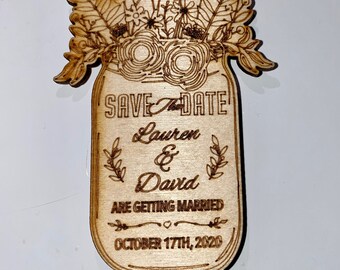 SAVE The DATE
Lauren
&
David
ARE GETTING MARRIED
OCTOBER 17TH, 2020